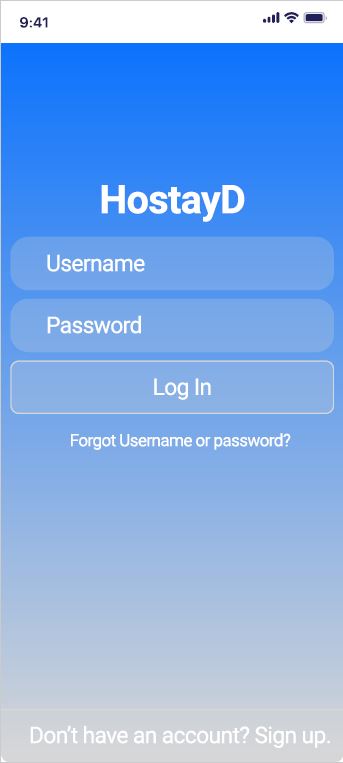 9:41
HostayD
Username
Password
Log In
Forgot Username or password?
Don’t have an account? Sign up.